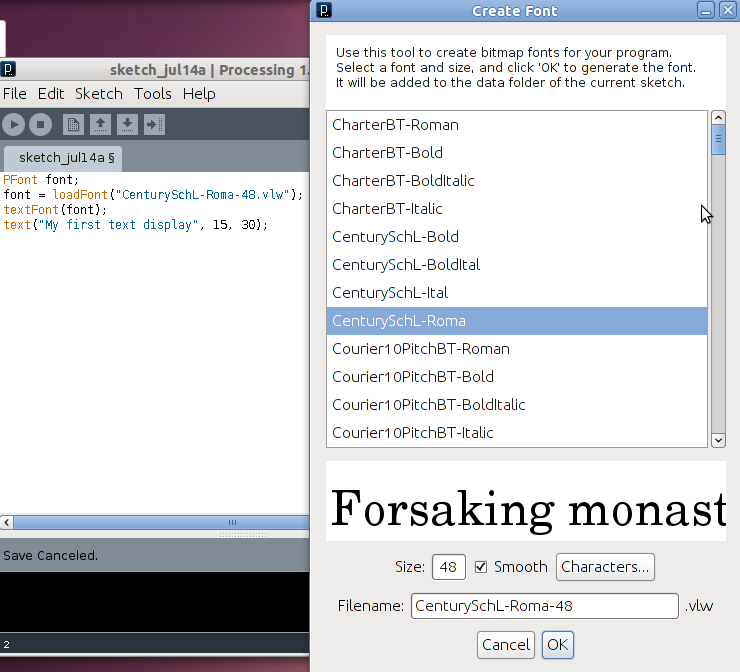 Create Font
Use this tool to create bitmap fonts for your program.
Select a font and size, and click 'OK' to generate the font.
It will be added to the data folder of the current sketch.
sketch_jul14a | Processing 1.
File Edit Sketch Tools Help
sketch_jul14a §
PFont font;
font = loadFont("CenturySchL-Roma-48.vlw");
textFont(font);
text("My first text display", 15, 30);
Save Canceled.
2
CharterBT-Roman
CharterBT-Bold
CharterBT-BoldItalic
CharterBT-Italic
CenturySchL-Bold
CenturySchL-BoldItal
CenturySchL-Ital
CenturySchL-Roma
Courier10PitchBT-Roman
Courier10PitchBT-Bold
Courier10PitchBT-BoldItalic
Courier10PitchBT-Italic
Forsaking monast
Size: 48 Smooth Characters...
Filename: CenturySchL-Roma-48 .vlw
Cancel OK